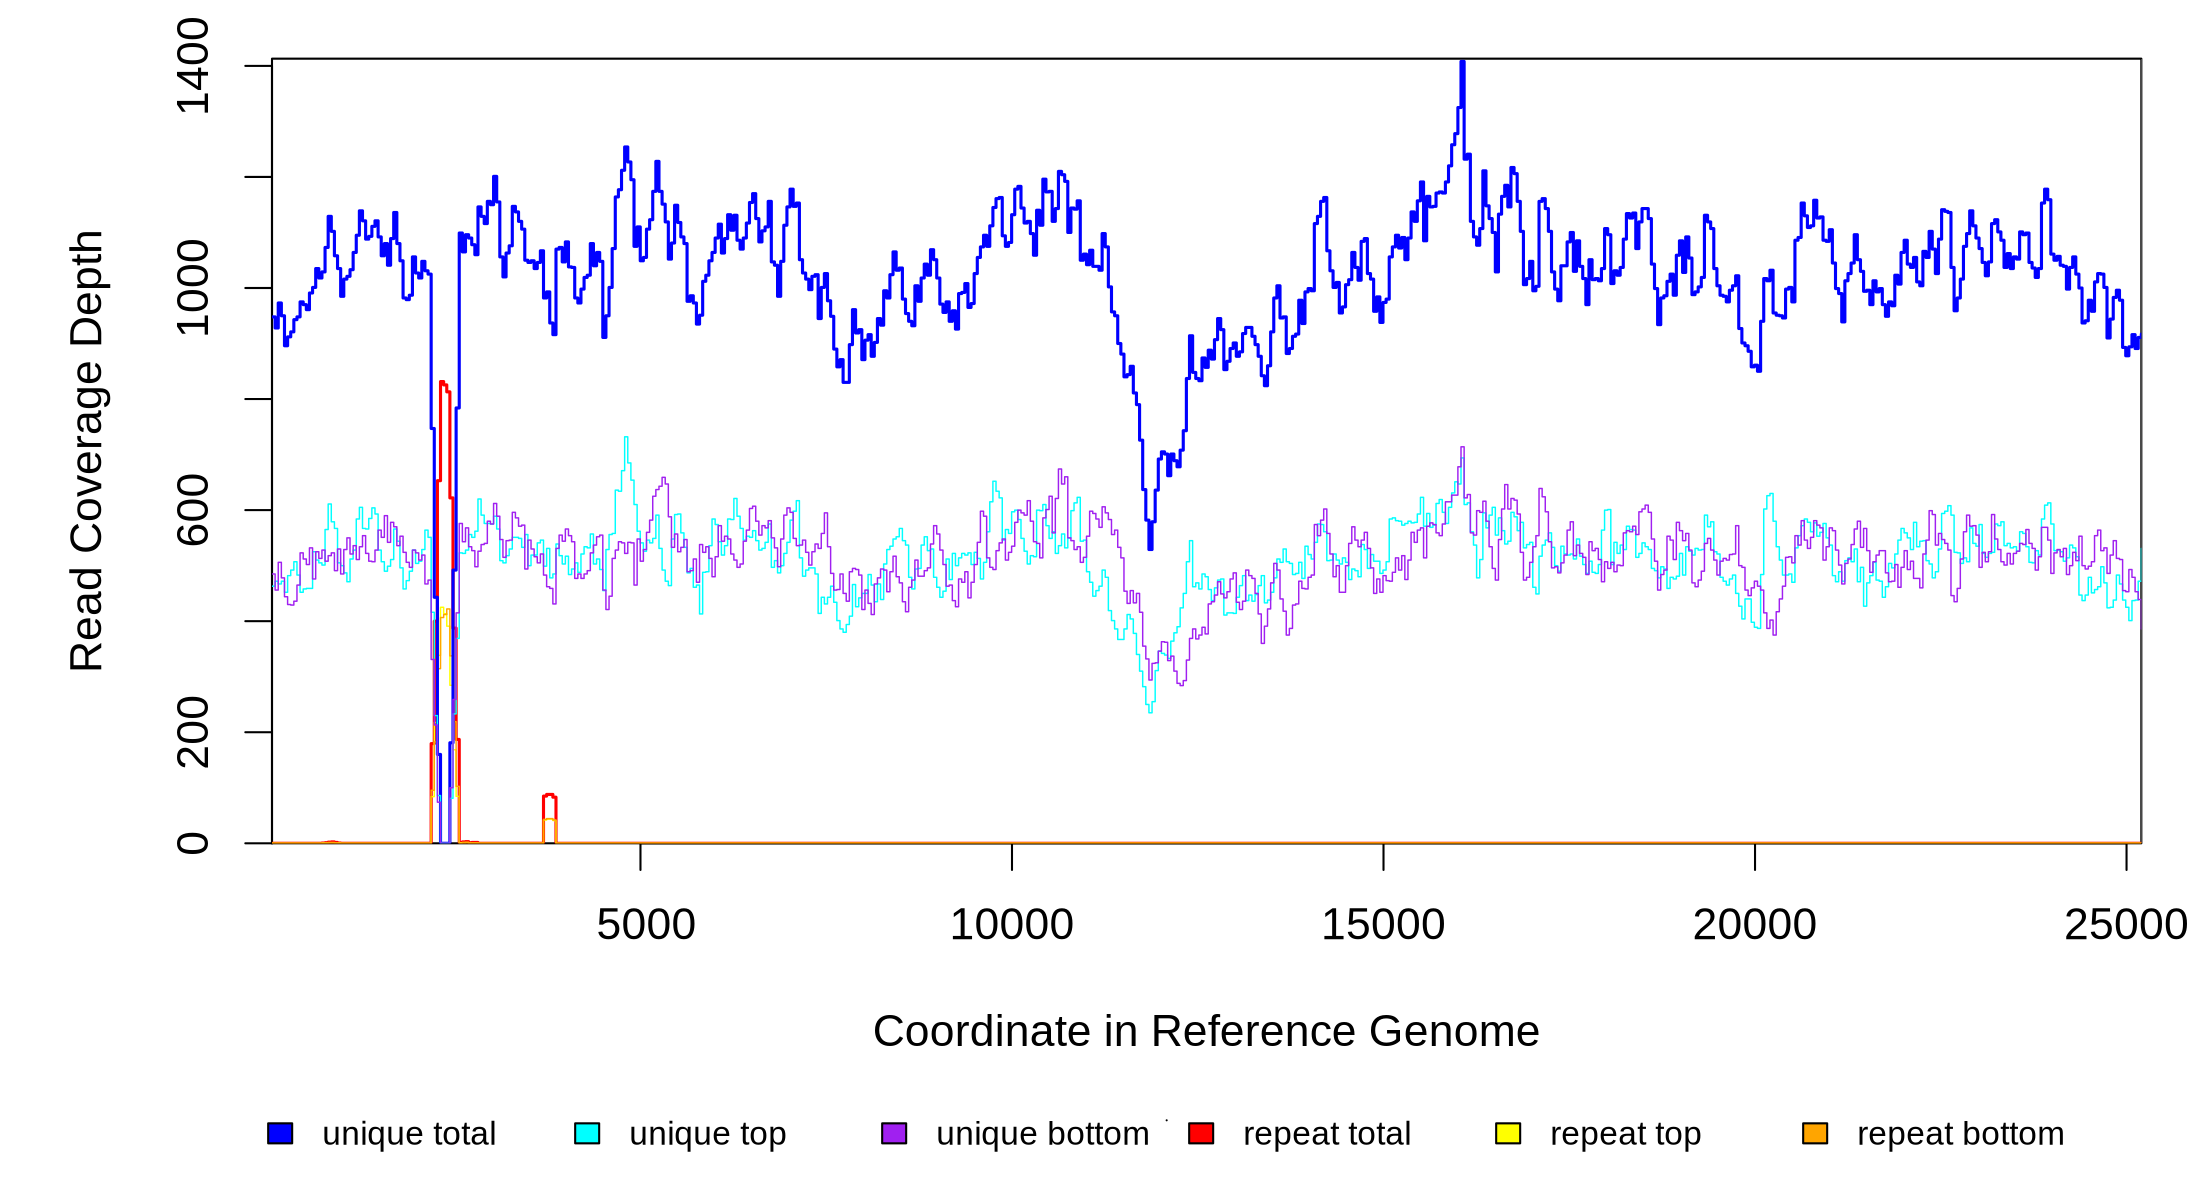 1400
1000
600
200
0
Read Coverage Depth
5000 10000 15000 20000 25000
Coordinate in Reference Genome
unique total unique top unique bottom repeat total repeat top repeat bottom